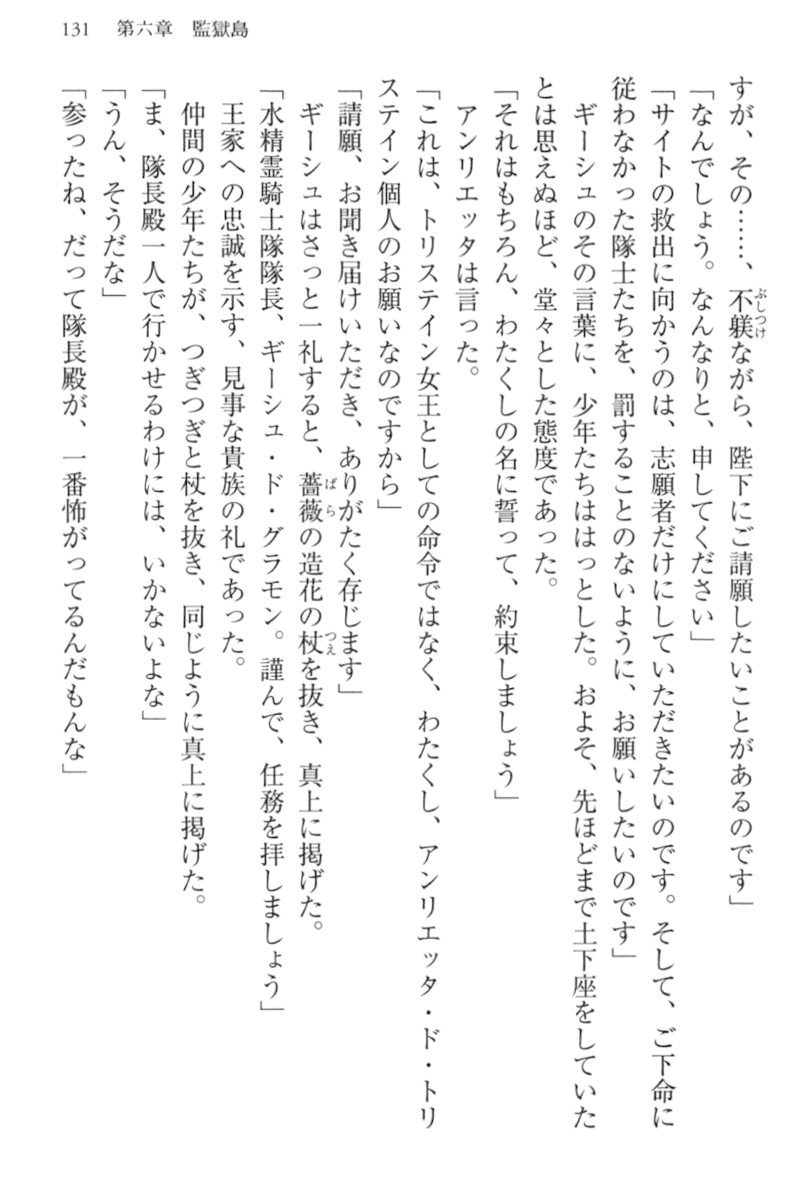 131　第六章　監獄島
すが、その……、不躾ながら、陛下にご請願したいことがあるのです」
「なんでしょう。なんなりと、申してください」
「サイトの救出に向かうのは、志願者だけにしていただきたいのです。そして、ご下命に
従わなかった隊士たちを、罰することのないように、お願いしたいのです」
　ギーシュのその言葉に、少年たちははっとした。およそ、先ほどまで土下座をしていた
とは思えぬほど、堂々とした態度であった。
「それはもちろん、わたくしの名に誓って、約束しましょう」
　アンリエッタは言った。
「これは、トリステイン女王としての命令ではなく、わたくし、アンリエッタ・ド・トリ
ステイン個人のお願いなのですから」
「請願、お聞き届けいただき、ありがたく存じます」
　ギーシュはさっと一礼すると、薔薇の造花の杖を抜き、真上に掲げた。
「水精霊騎士隊隊長、ギーシュ・ド・グラモン。謹んで、任務を拝しましょう」
　王家への忠誠を示す、見事な貴族の礼であった。
　仲間の少年たちが、つぎつぎと杖を抜き、同じように真上に掲げた。
「ま、隊長殿一人で行かせるわけには、いかないよな」
「うん、そうだな」
「参ったね、だって隊長殿が、一番怖がってるんだもんな」
ぶしつけ
ばら
つえ